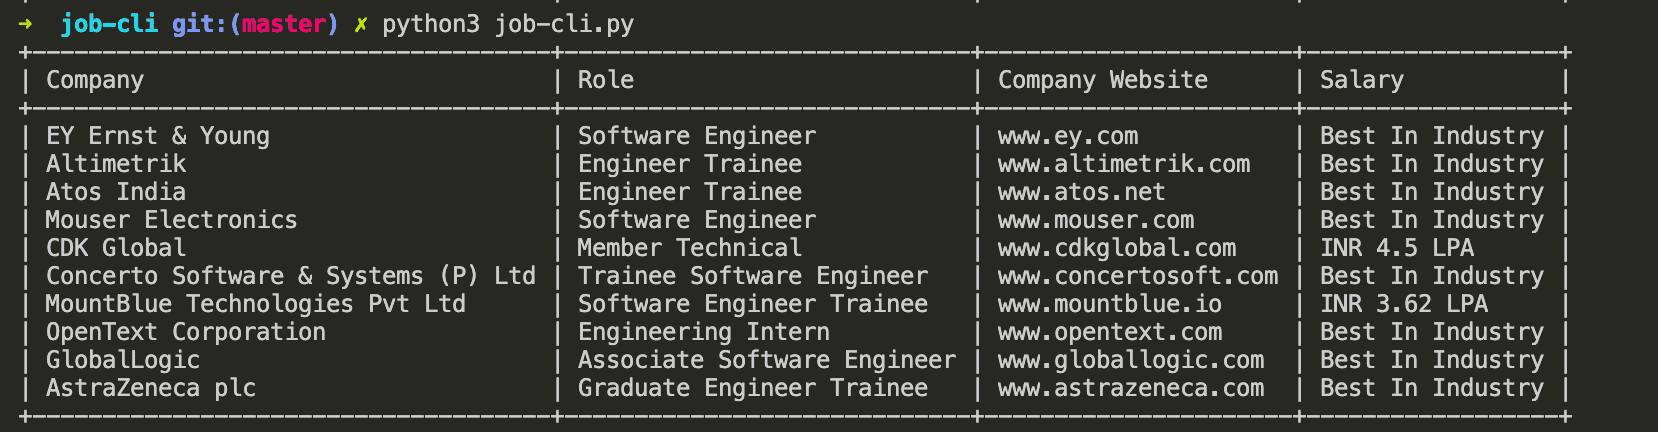 → job-cli git:(master) ✗ python3 job-cli.py
+-------------------------------------+-----------------------------+----------------------+------------------+
| Company                             | Role                        | Company Website      | Salary           |
+-------------------------------------+-----------------------------+----------------------+------------------+
| EY Ernst & Young                    | Software Engineer           | www.ey.com           | Best In Industry |
| Altimetrik                          | Engineer Trainee            | www.altimetrik.com   | Best In Industry |
| Atos India                          | Engineer Trainee            | www.atos.net         | Best In Industry |
| Mouser Electronics                  | Software Engineer           | www.mouser.com       | Best In Industry |
| CDK Global                          | Member Technical            | www.cdkglobal.com    | INR 4.5 LPA      |
| Concerto Software & Systems (P) Ltd | Trainee Software Engineer   | www.concertosoft.com | Best In Industry |
| MountBlue Technologies Pvt Ltd      | Software Engineer Trainee   | www.mountblue.io     | INR 3.62 LPA     |
| OpenText Corporation                | Engineering Intern          | www.opentext.com     | Best In Industry |
| GlobalLogic                         | Associate Software Engineer | www.globallogic.com  | Best In Industry |
| AstraZeneca plc                     | Graduate Engineer Trainee   | www.astrazeneca.com  | Best In Industry |
+-------------------------------------+-----------------------------+----------------------+------------------+